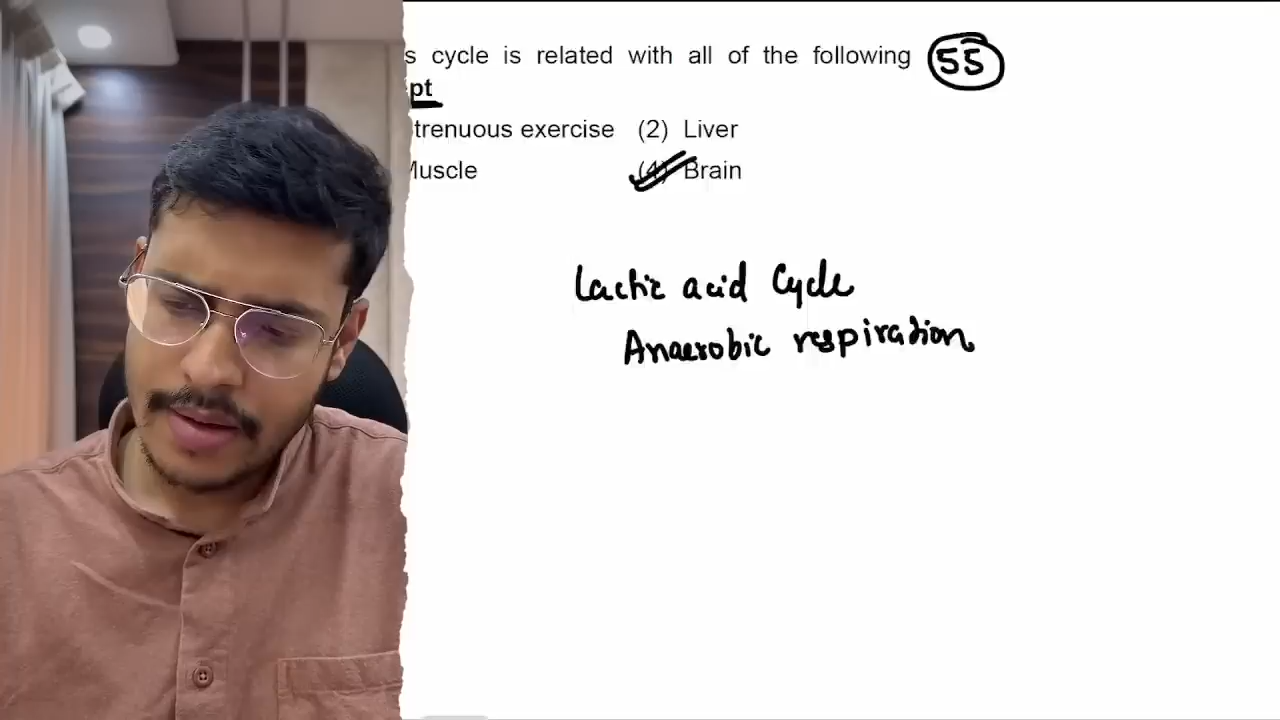 s cycle is related with all of the following 55
pt
trenuous exercise (2) Liver
Muscle (4) Brain
Lactic acid Cycle
Anaerobic respiration